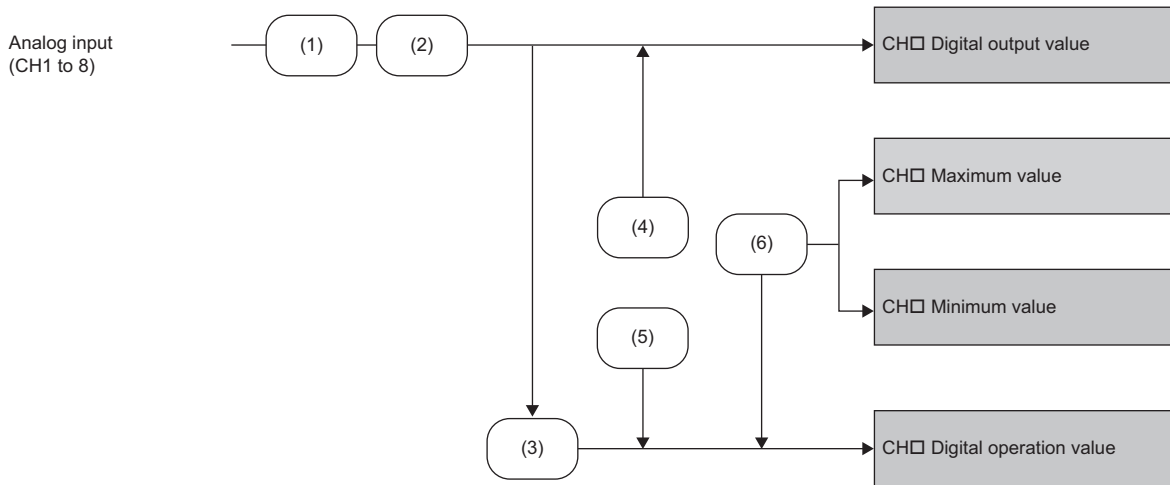 Analog input
(CH1 to 8)
(1)
(2)
CH□ Digital output value
CH□ Maximum value
(4)
(6)
CH□ Minimum value
(5)
(3)
CH□ Digital operation value